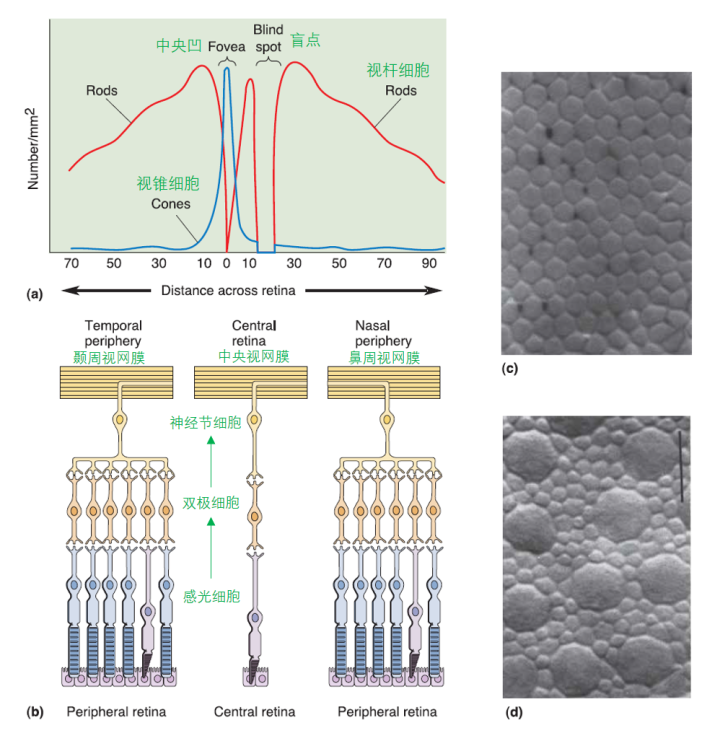 中央凹 Fovea
Blind
spot 盲点
Rods
视杆细胞
Rods
视锥细胞
Cones
Number/mm2
70 50 30 10 0 10 30 50 70 90
(a) Distance across retina
Temporal
periphery
颞周视网膜
Central
retina
中央视网膜
Nasal
periphery
鼻周视网膜
神经节细胞
双极细胞
感光细胞
(b) Peripheral retina Central retina Peripheral retina
(c)
(d)